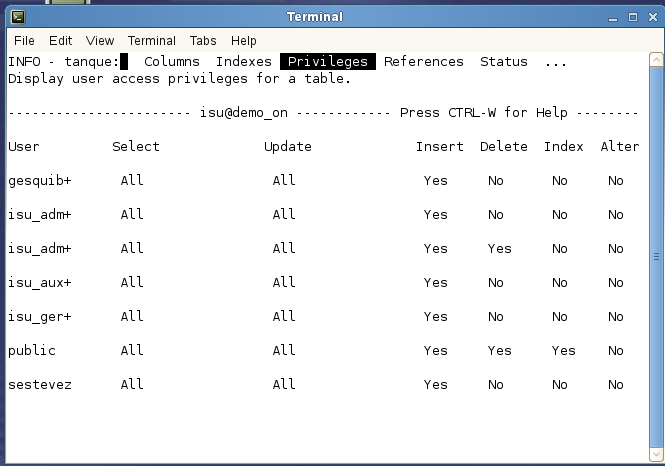 Terminal
File Edit View Terminal Tabs Help
INFO - tanque: Columns Indexes Privileges References Status ...
Display user access privileges for a table.
----------------------- isu@demo_on ------------ Press CTRL-W for Help --------
User Select Update Insert Delete Index Alter
gesquib+ All All Yes No No No
isu_adm+ All All Yes No No No
isu_adm+ All All Yes Yes No No
isu_aux+ All All Yes No No No
isu_ger+ All All Yes No No No
public All All Yes Yes Yes No
sestevez All All Yes No No No